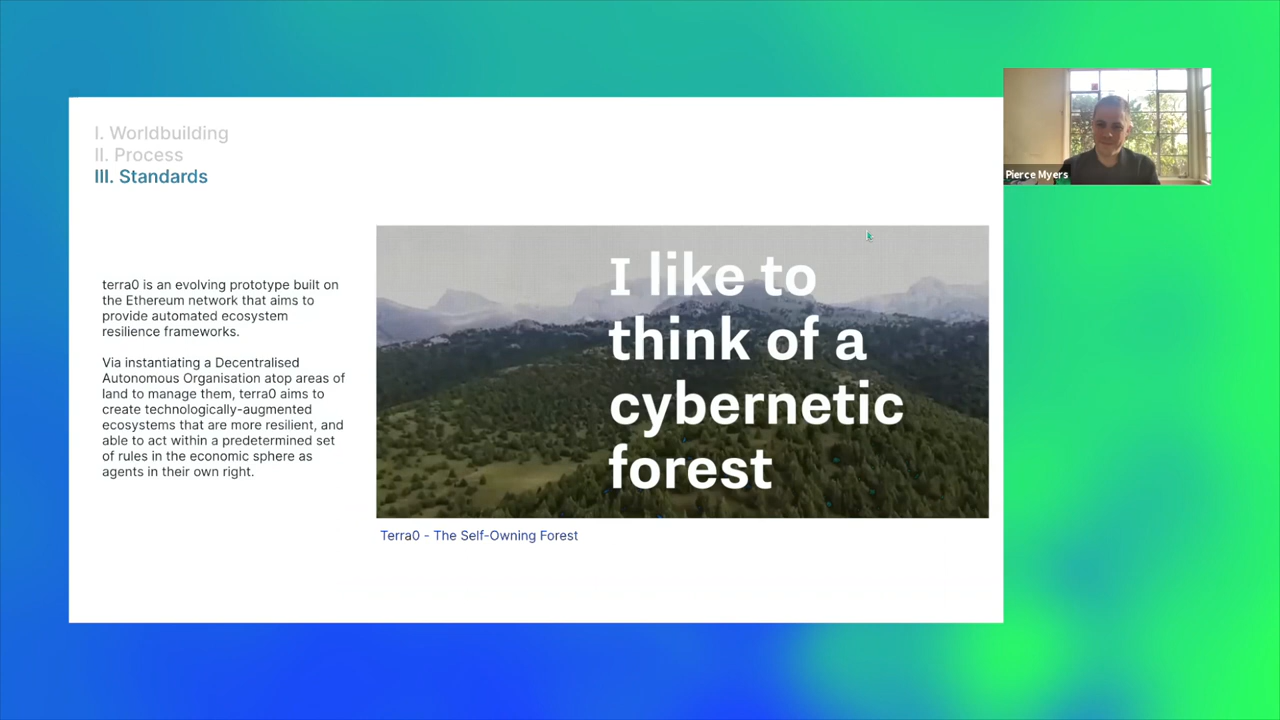 I. Worldbuilding
II. Process
III. Standards
Pierce Myers
terra0 is an evolving prototype built on
the Ethereum network that aims to
provide automated ecosystem
resilience frameworks.
Via instantiating a Decentralised
Autonomous Organisation atop areas of
land to manage them, terra0 aims to
create technologically-augmented
ecosystems that are more resilient, and
able to act within a predetermined set
of rules in the economic sphere as
agents in their own right.
I like to
think of a
cybernetic
forest
Terra0 - The Self-Owning Forest